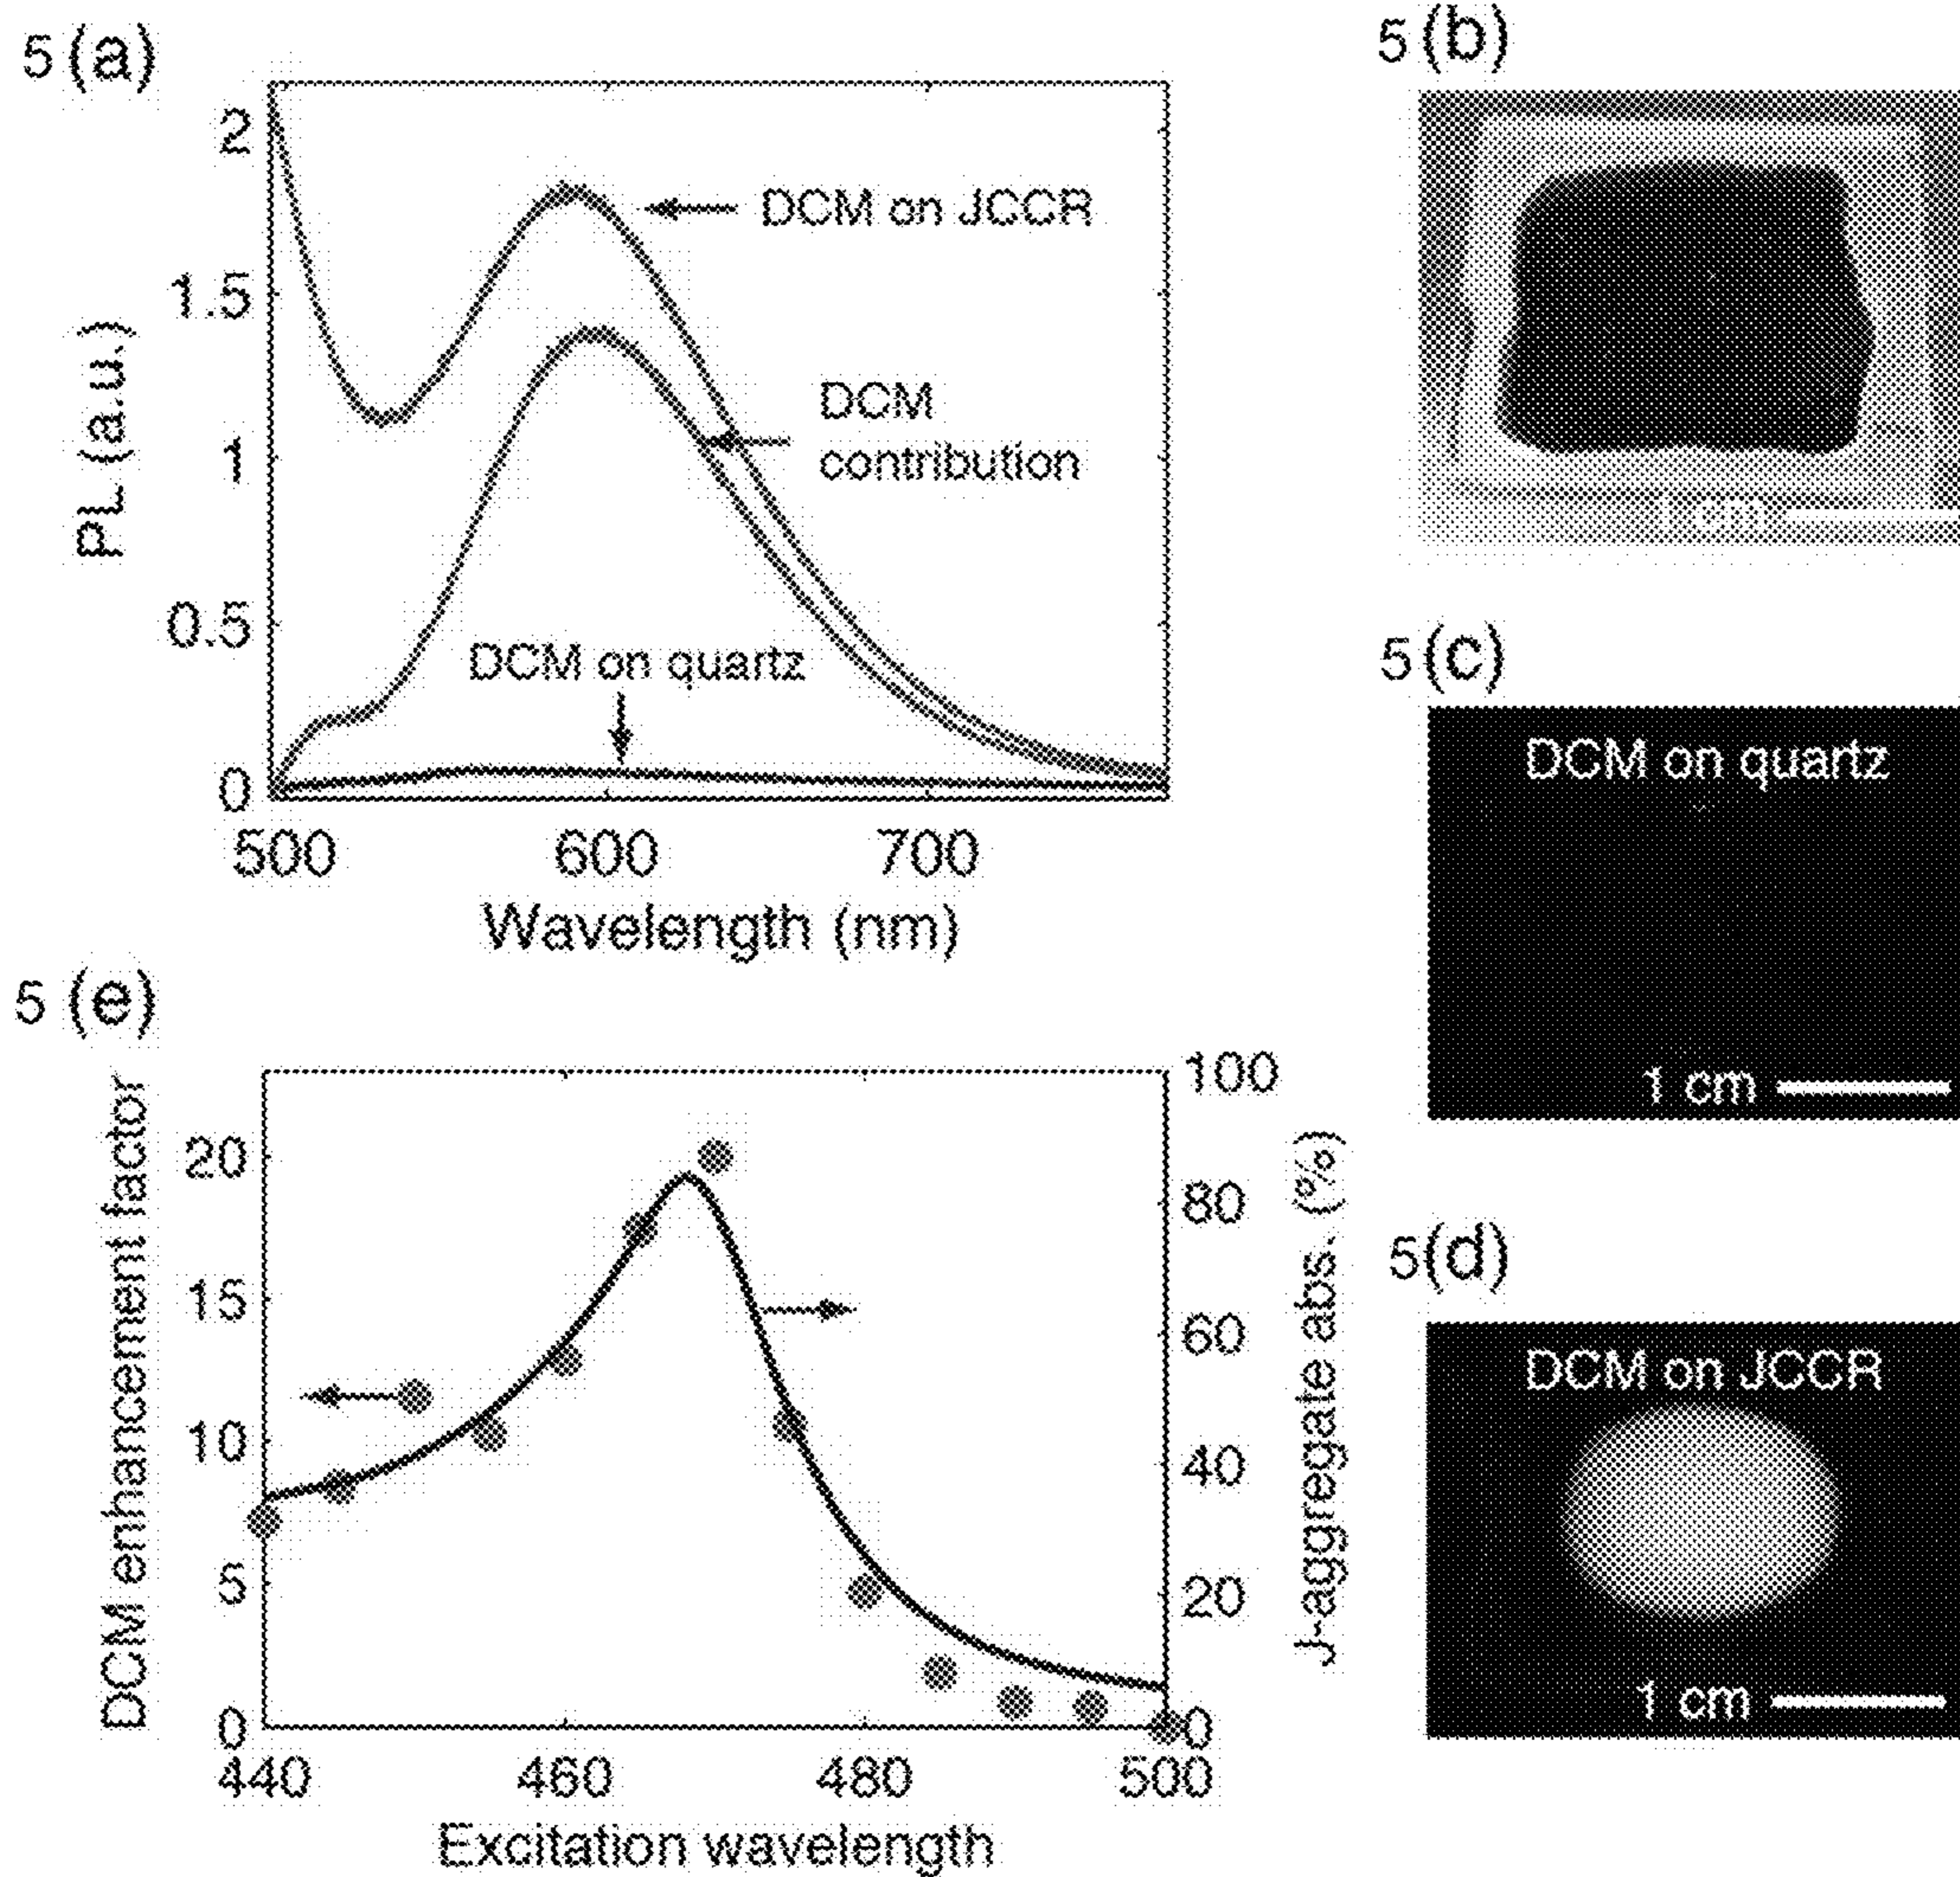 5 (a)
2
1.5
1
0.5
0
PL (a.u.)
DCM on JCCR
DCM
contribution
DCM on quartz
500 600 700
Wavelength (nm)
5 (b)
1 cm
5 (c)
DCM on quartz
1 cm
5 (d)
DCM on JCCR
1 cm
5 (e)
DCM enhancement factor
20
15
10
5
0
100
80
60
40
20
0
J-aggregate abs. (%)
440 460 480 500
Excitation wavelength